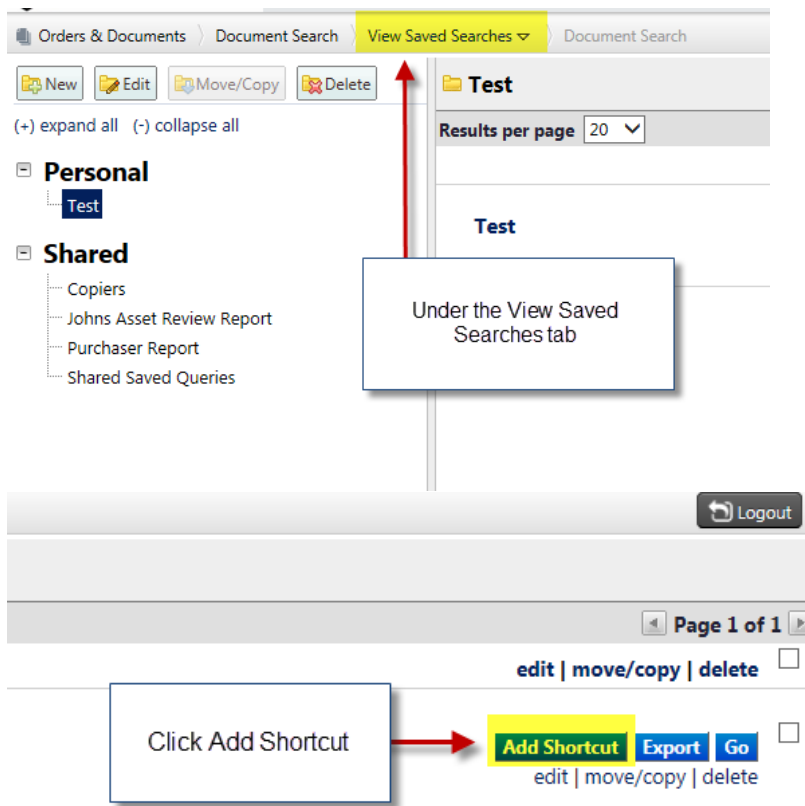 Orders & Documents Document Search View Saved Searches Document Search
New Edit Move/Copy Delete
(+) expand all (-) collapse all
Personal
Test
Shared
Copiers
Johns Asset Review Report
Purchaser Report
Shared Saved Queries
Test
Results per page 20
Test
Under the View Saved
Searches tab
Logout
Page 1 of 1
edit | move/copy | delete
Click Add Shortcut
Add Shortcut Export Go
edit | move/copy | delete